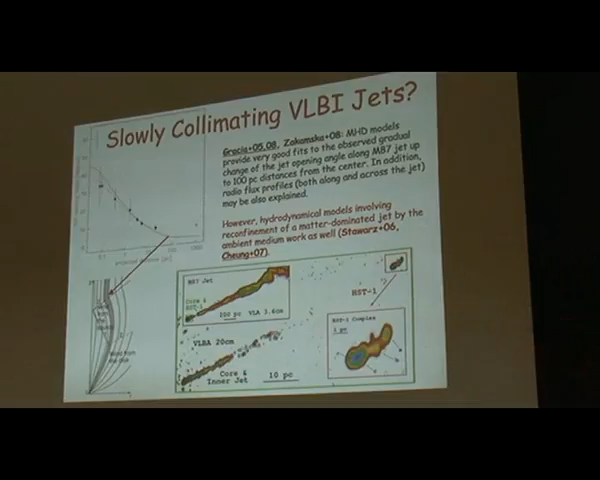 Slowly Collimating VLBI Jets?
Gracia+05,08, Zakamska+08: MHD models
provide very good fits to the observed gradual
change of the jet opening angle along M87 jet up
to 100 pc distances from the center. In addition,
radio flux profiles (both along and across the jet)
may be also explained.
However, hydrodynamical models involving
reconfinement of a matter-dominated jet by the
ambient medium work as well (Stawarz+06,
Cheung+07).
M87 Jet
Core &
HST-1
100 pc VLA 3.6cm
HST-1
HST-1 Complex
1 pc
VLBA 20cm
Core &
Inner Jet
10 pc